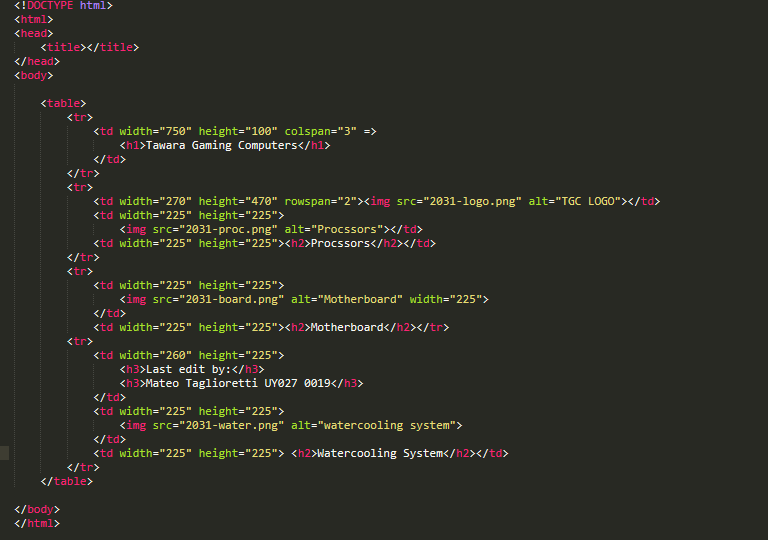 <!DOCTYPE html>
<html>
<head>
    <title></title>
</head>
<body>

    <table>
        <tr>
            <td width="750" height="100" colspan="3" =>
                <h1>Tawara Gaming Computers</h1>
            </td>
        </tr>
        <tr>
            <td width="270" height="470" rowspan="2"><img src="2031-logo.png" alt="TGC LOGO"></td>
            <td width="225" height="225">
                <img src="2031-proc.png" alt="Procssors"></td>
            <td width="225" height="225"><h2>Procssors</h2></td>
        </tr>
        <tr>
            <td width="225" height="225">
                <img src="2031-board.png" alt="Motherboard" width="225">
            </td>
            <td width="225" height="225"><h2>Motherboard</h2></tr>
        <tr>
            <td width="260" height="225">
                <h3>Last edit by:</h3>
                <h3>Mateo Taglioretti UY027 0019</h3>
            </td>
            <td width="225" height="225">
                <img src="2031-water.png" alt="watercooling system">
            </td>
            <td width="225" height="225"> <h2>Watercooling System</h2></td>
        </tr>
    </table>

</body>
</html>